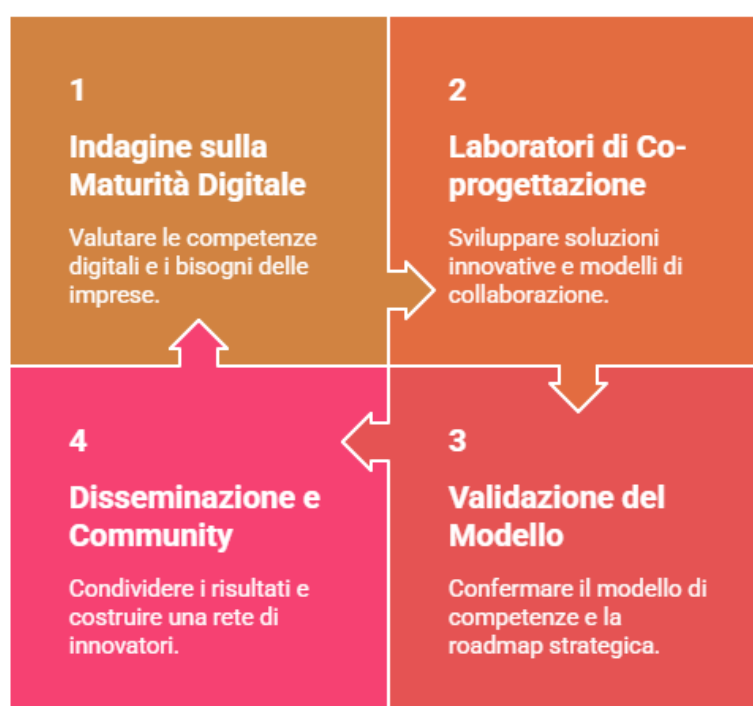 1
Indagine sulla
Maturità Digitale
Valutare le competenze
digitali e i bisogni delle
imprese.
2
Laboratori di Co-
progettazione
Sviluppare soluzioni
innovative e modelli di
collaborazione.
3
Validazione del
Modello
Confermare il modello di
competenze e la
roadmap strategica.
4
Disseminazione e
Community
Condividere i risultati e
costruire una rete di
innovatori.